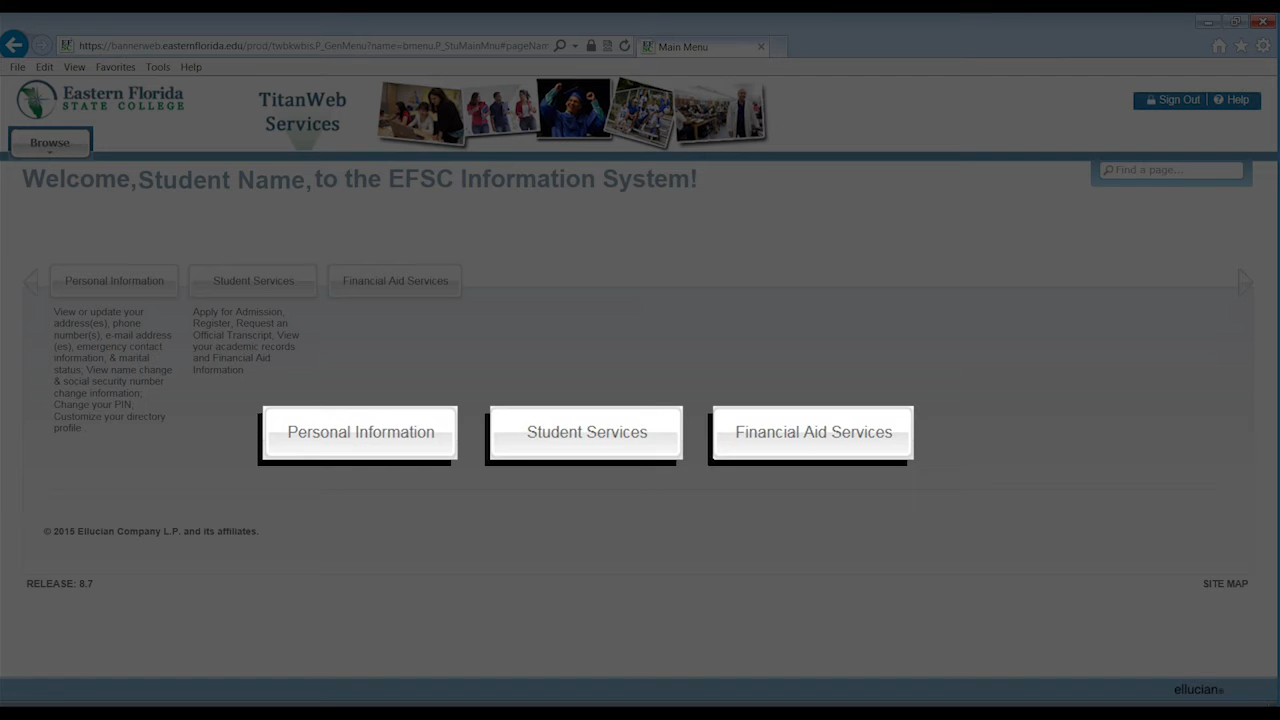 https://bannerweb.easternflorida.edu/prod/twbkwbis.P_GenMenu?name=bmenu.P_StuMainMnu#pageNam
Main Menu
File Edit View Favorites Tools Help
Eastern Florida
STATE COLLEGE
TitanWeb
Services
Sign Out Help
Browse
Welcome, Student Name, to the EFSC Information System!
Find a page...
Personal Information
Student Services
Financial Aid Services
View or update your
address(es), phone
number(s), e-mail address
(es), emergency contact
information, & marital
status; View name change
& social security number
change information;
Change your PIN;
Customize your directory
profile
Apply for Admission,
Register, Request an
Official Transcript, View
your academic records
and Financial Aid
Information
Personal Information
Student Services
Financial Aid Services
© 2015 Ellucian Company L.P. and its affiliates.
RELEASE: 8.7
SITE MAP
ellucian®